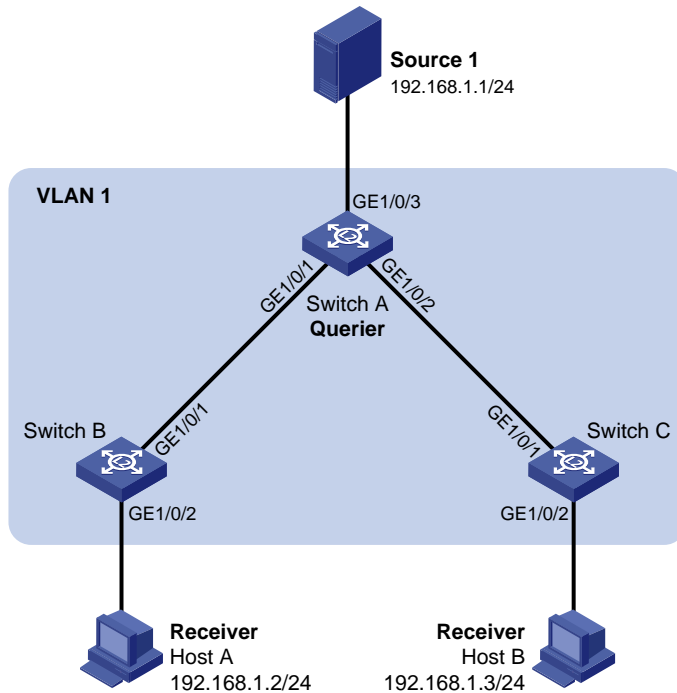 Source 1
192.168.1.1/24
VLAN 1
GE1/0/3
GE1/0/1
GE1/0/2
Switch A
Querier
Switch B
GE1/0/1
GE1/0/1
Switch C
GE1/0/2
GE1/0/2
Receiver
Host A
192.168.1.2/24
Receiver
Host B
192.168.1.3/24